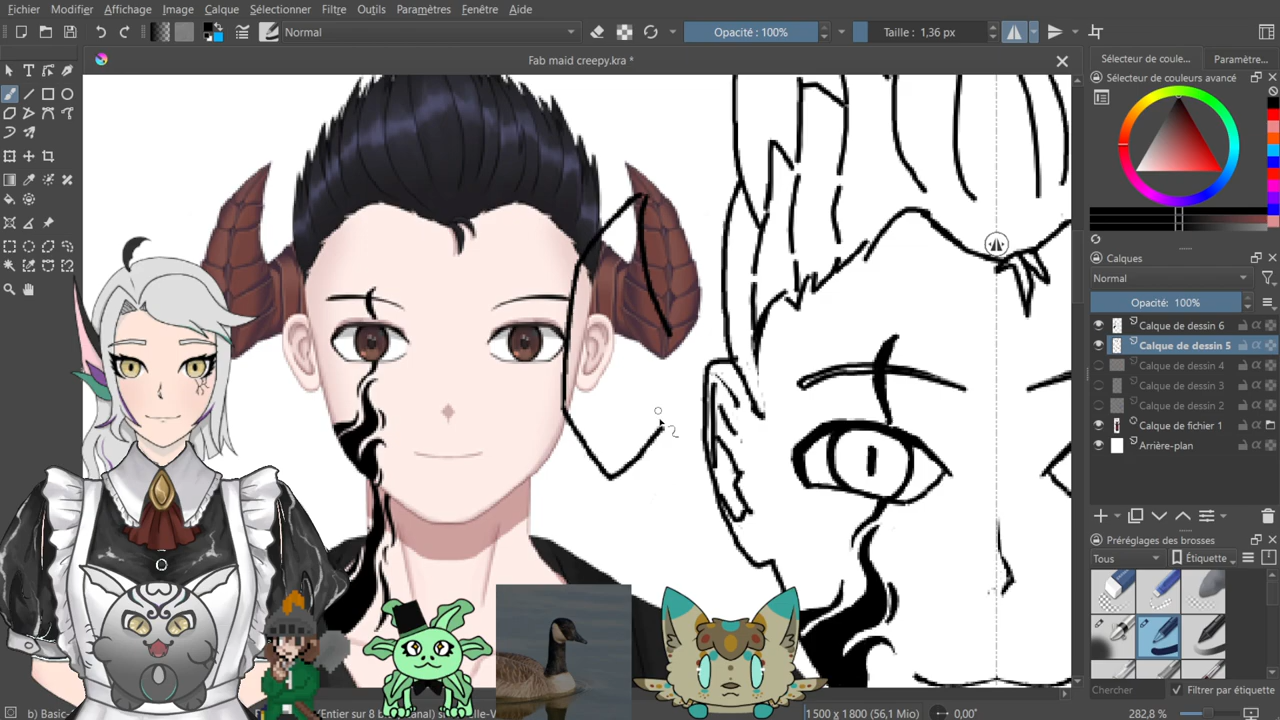 Fichier Modifier Affichage Image Calque Sélectionner Filtre Outils Paramètres Fenêtre Aide
Normal Opacité : 100% Taille : 1,36 px
Fab maid creepy.kra *
Sélecteur de coule... Paramètre...
Sélecteur de couleurs avancé
Calques
Normal
Opacité: 100%
Calque de dessin 6
Calque de dessin 5
Calque de dessin 4
Calque de dessin 3
Calque de dessin 2
Calque de fichier 1
Arrière-plan
Préréglages des brosses
Tous Étiquette
Chercher Filtrer par étiquette
b) Basic- 1500 x 1800 (56,1 Mio) 0,00° 282,8 %